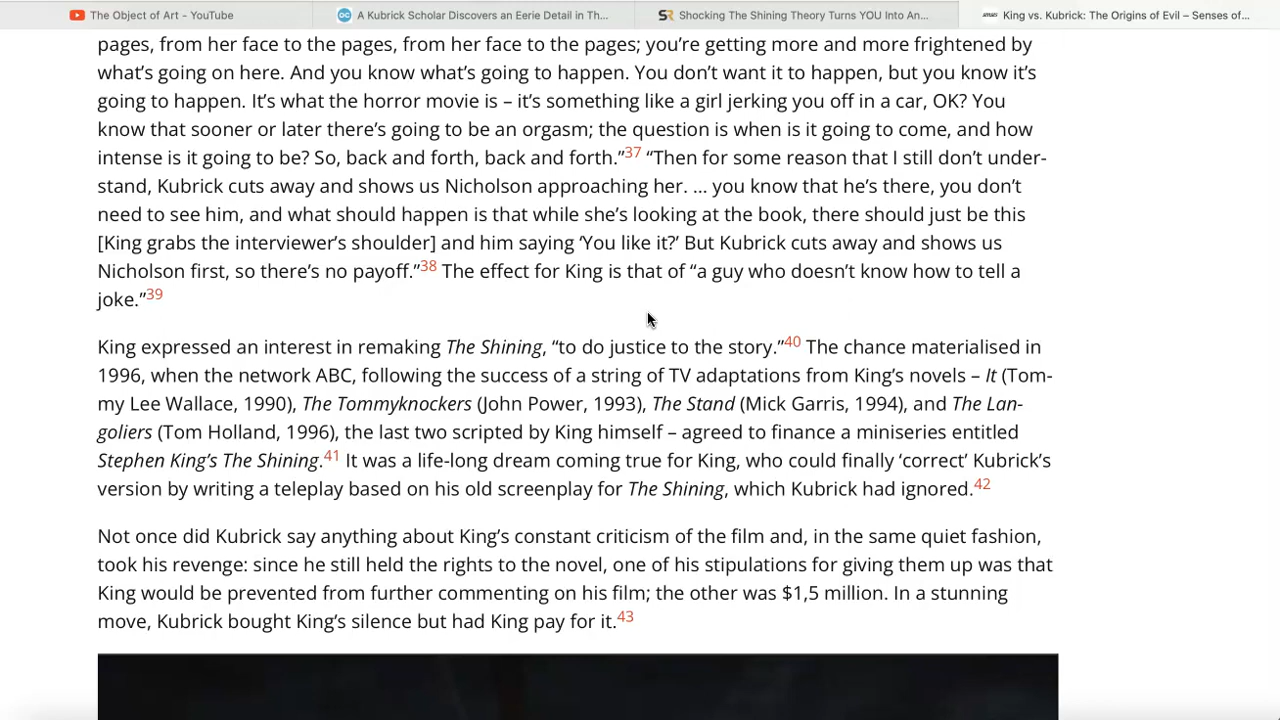 The Object of Art – YouTube
OC A Kubrick Scholar Discovers an Eerie Detail in Th...
SR Shocking The Shining Theory Turns YOU Into An...
King vs. Kubrick: The Origins of Evil – Senses of...
pages, from her face to the pages, from her face to the pages; you’re getting more and more frightened by
what’s going on here. And you know what’s going to happen. You don’t want it to happen, but you know it’s
going to happen. It’s what the horror movie is – it’s something like a girl jerking you off in a car, OK? You
know that sooner or later there’s going to be an orgasm; the question is when is it going to come, and how
intense is it going to be? So, back and forth, back and forth.”37 “Then for some reason that I still don’t under-
stand, Kubrick cuts away and shows us Nicholson approaching her. … you know that he’s there, you don’t
need to see him, and what should happen is that while she’s looking at the book, there should just be this
[King grabs the interviewer’s shoulder] and him saying ‘You like it?’ But Kubrick cuts away and shows us
Nicholson first, so there’s no payoff.”38 The effect for King is that of “a guy who doesn’t know how to tell a
joke.”39
King expressed an interest in remaking The Shining, “to do justice to the story.”40 The chance materialised in
1996, when the network ABC, following the success of a string of TV adaptations from King’s novels – It (Tom-
my Lee Wallace, 1990), The Tommyknockers (John Power, 1993), The Stand (Mick Garris, 1994), and The Lan-
goliers (Tom Holland, 1996), the last two scripted by King himself – agreed to finance a miniseries entitled
Stephen King’s The Shining.41 It was a life-long dream coming true for King, who could finally ‘correct’ Kubrick’s
version by writing a teleplay based on his old screenplay for The Shining, which Kubrick had ignored.42
Not once did Kubrick say anything about King’s constant criticism of the film and, in the same quiet fashion,
took his revenge: since he still held the rights to the novel, one of his stipulations for giving them up was that
King would be prevented from further commenting on his film; the other was $1,5 million. In a stunning
move, Kubrick bought King’s silence but had King pay for it.43